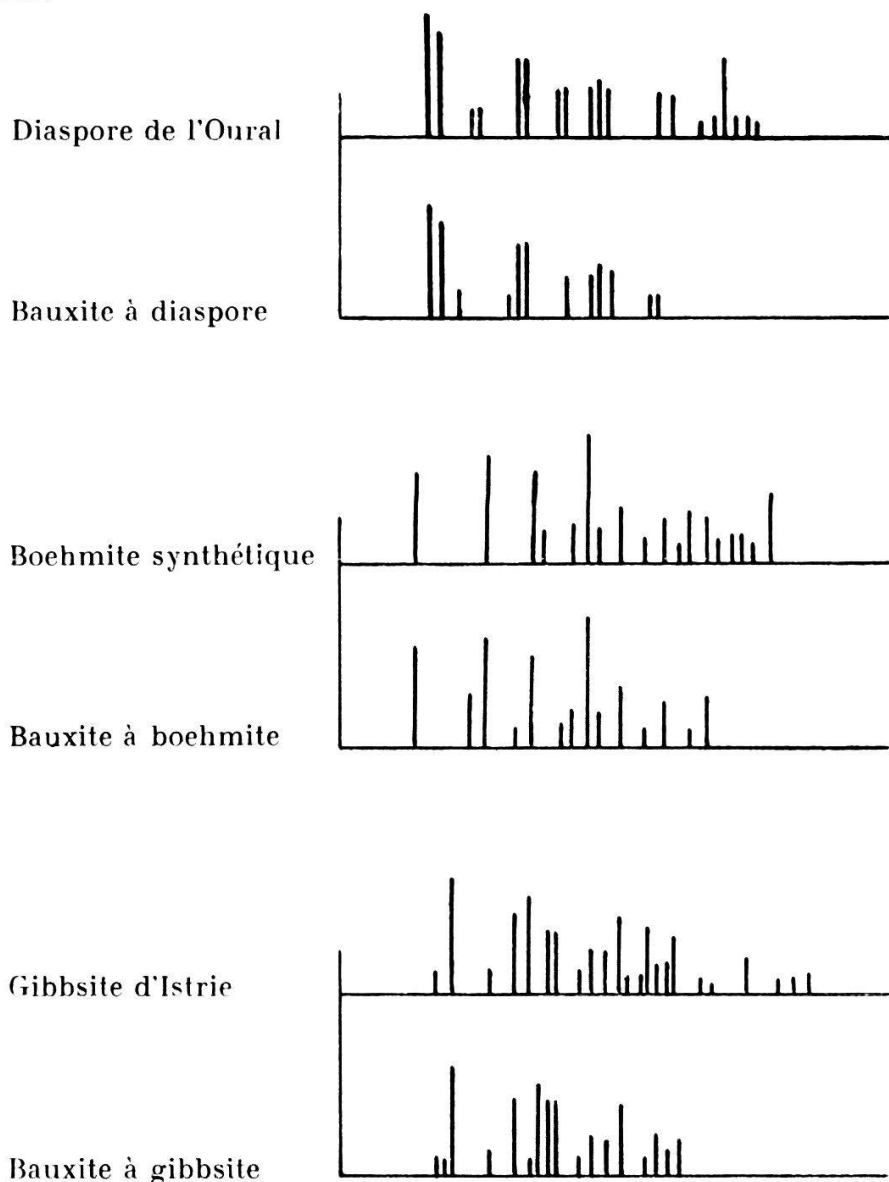 Diaspore de l'Oural
Bauxite à diaspore
Boehmite synthétique
Bauxite à boehmite
Gibbsite d'Istrie
Bauxite à gibbsite